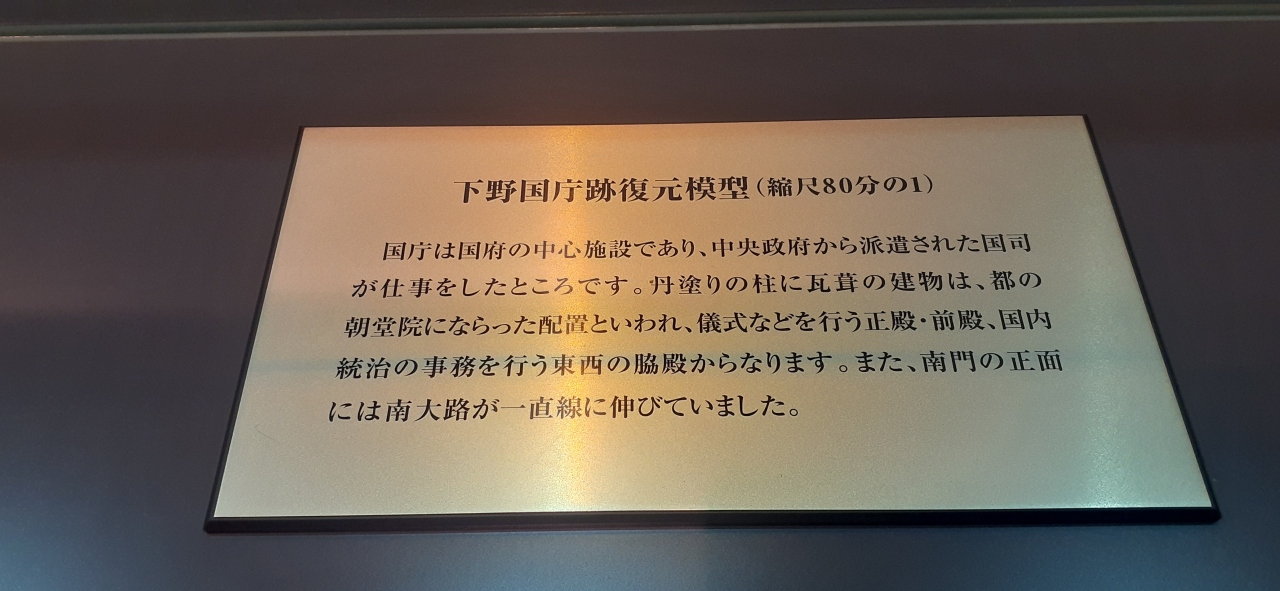 下野国庁跡復元模型（縮尺80分の1）
国庁は国府の中心施設であり、中央政府から派遣された国司
が仕事をしたところです。丹塗りの柱に瓦葺の建物は、都の
朝堂院にならった配置といわれ、儀式などを行う正殿・前殿、国内
統治の事務を行う東西の脇殿からなります。また、南門の正面
には南大路が一直線に伸びていました。